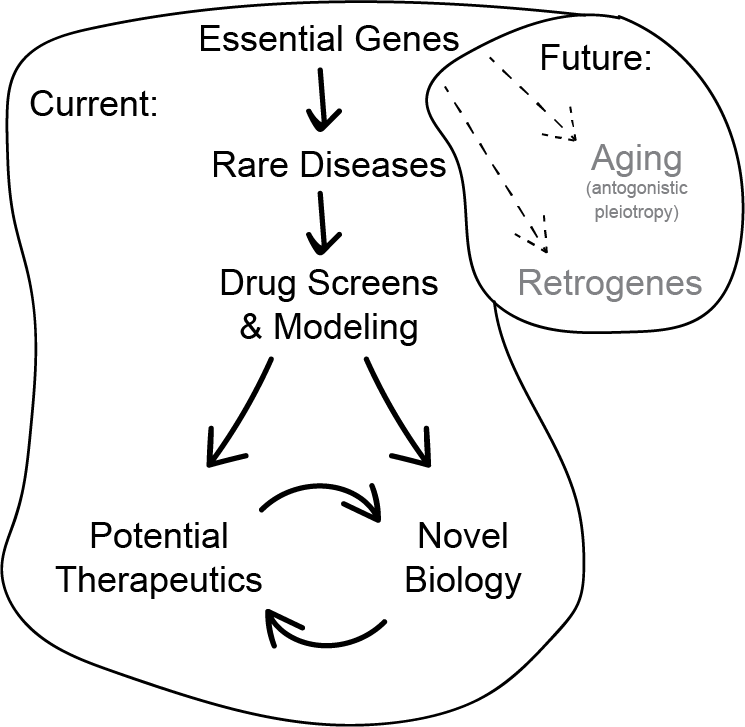 Essential Genes
Future:
Current:
Rare Diseases
Aging
(antogonistic
pleiotropy)
Drug Screens
& Modeling
Retrogenes
Potential
Therapeutics
Novel
Biology